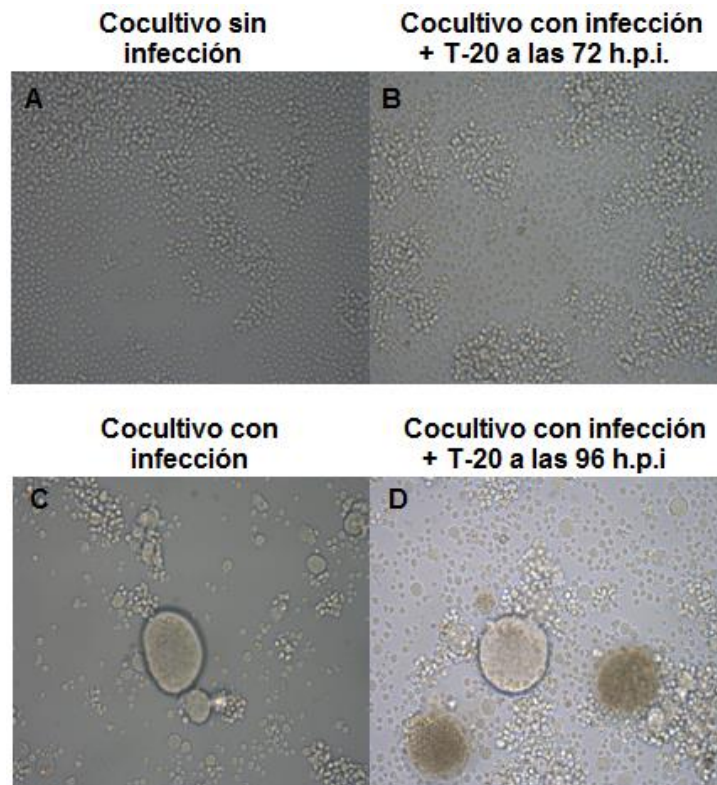 Cocultivo sin
infección
Cocultivo con infección
+ T-20 a las 72 h.p.i.
A
B
Cocultivo con
infección
Cocultivo con infección
+ T-20 a las 96 h.p.i
C
D